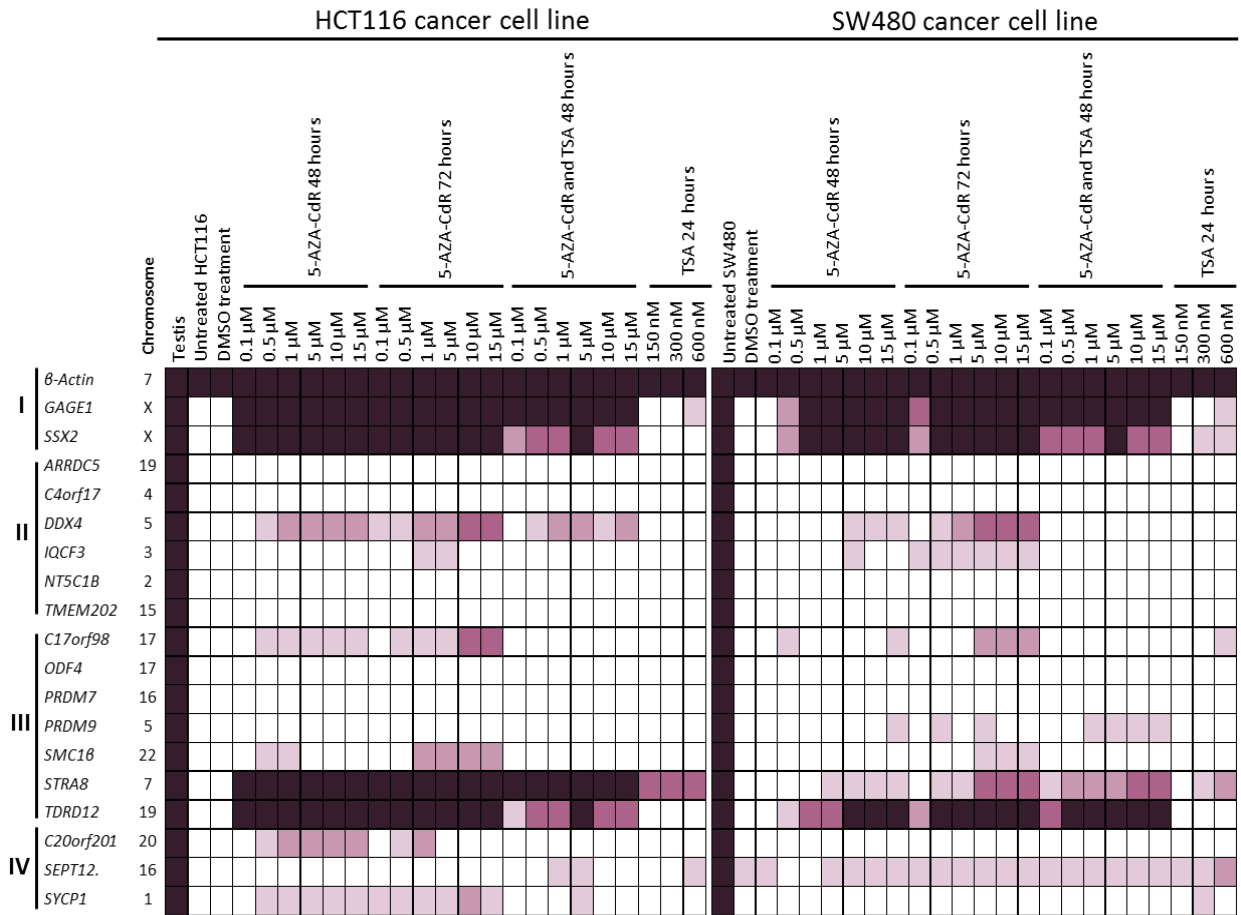 HCT116 cancer cell line
SW480 cancer cell line
5-AZA-CdR 48 hours
5-AZA-CdR 72 hours
5-AZA-CdR and TSA 48 hours
TSA 24 hours
5-AZA-CdR 48 hours
5-AZA-CdR 72 hours
5-AZA-CdR and TSA 48 hours
TSA 24 hours
Chromosome
Testis
Untreated HCT116
DMSO treatment
0.1 µM
0.5 µM
1 µM
5 µM
10 µM
15 µM
0.1 µM
0.5 µM
1 µM
5 µM
10 µM
15 µM
0.1 µM
0.5 µM
1 µM
5 µM
10 µM
15 µM
150 nM
300 nM
600 nM
Untreated SW480
DMSO treatment
0.1 µM
0.5 µM
1 µM
5 µM
10 µM
15 µM
0.1 µM
0.5 µM
1 µM
5 µM
10 µM
15 µM
0.1 µM
0.5 µM
1 µM
5 µM
10 µM
15 µM
150 nM
300 nM
600 nM
I
β-Actin 7
GAGE1 X
SSX2 X
II
ARRDC5 19
C4orf17 4
DDX4 5
IQCF3 3
NT5C1B 2
TMEM202 15
III
C17orf98 17
ODF4 17
PRDM7 16
PRDM9 5
SMC1β 22
STRA8 7
TDRD12 19
IV
C20orf201 20
SEPT12. 16
SYCP1 1